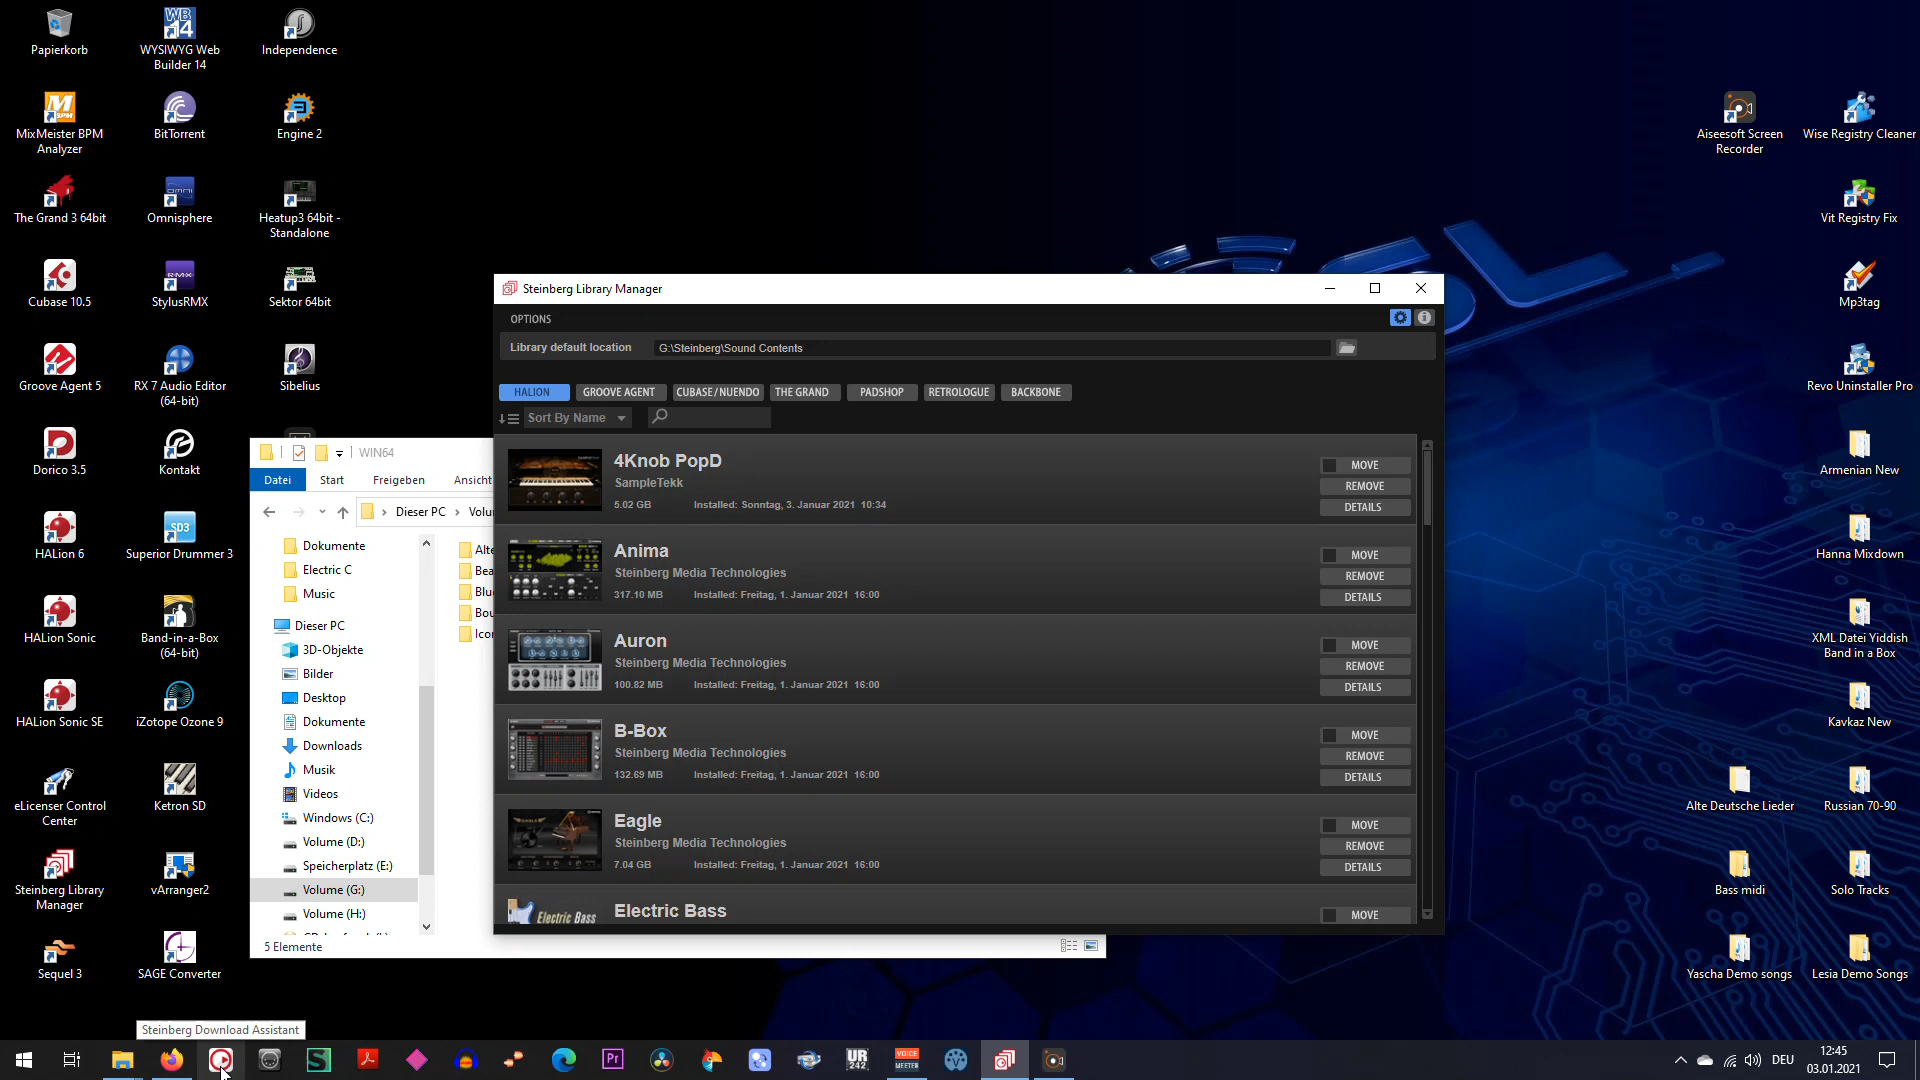 Papierkorb
WYSIWYG Web
Builder 14
Independence
MixMeister BPM
Analyzer
BitTorrent
Engine 2
The Grand 3 64bit
Omnisphere
Heatup3 64bit -
Standalone
Cubase 10.5
StylusRMX
Sektor 64bit
Groove Agent 5
RX 7 Audio Editor
(64-bit)
Sibelius
Dorico 3.5
Kontakt
HALion 6
Superior Drummer 3
HALion Sonic
Band-in-a-Box
(64-bit)
HALion Sonic SE
iZotope Ozone 9
eLicenser Control
Center
Ketron SD
Steinberg Library
Manager
vArranger2
Sequel 3
SAGE Converter
Aiseesoft Screen
Recorder
Wise Registry Cleaner
Vit Registry Fix
Mp3tag
Revo Uninstaller Pro
Armenian New
Hanna Mixdown
XML Datei Yiddish
Band in a Box
Kavkaz New
Alte Deutsche Lieder
Russian 70-90
Bass midi
Solo Tracks
Yascha Demo songs
Lesia Demo Songs
Steinberg Library Manager
OPTIONS
Library default location
G:\Steinberg\Sound Contents
HALION
GROOVE AGENT
CUBASE/NUENDO
THE GRAND
PADSHOP
RETROLOGUE
BACKBONE
Sort By Name
4Knob PopD
SampleTekk
5.02 GB Installed: Sonntag, 3. Januar 2021 10:34
MOVE
REMOVE
DETAILS
Anima
Steinberg Media Technologies
317.10 MB Installed: Freitag, 1. Januar 2021 16:00
MOVE
REMOVE
DETAILS
Auron
Steinberg Media Technologies
100.82 MB Installed: Freitag, 1. Januar 2021 16:00
MOVE
REMOVE
DETAILS
B-Box
Steinberg Media Technologies
132.69 MB Installed: Freitag, 1. Januar 2021 16:00
MOVE
REMOVE
DETAILS
Eagle
Steinberg Media Technologies
7.04 GB Installed: Freitag, 1. Januar 2021 16:00
MOVE
REMOVE
DETAILS
Electric Bass
Electric Bass
MOVE
WIN64
Datei Start Freigeben Ansicht
Dieser PC
Dokumente
Electric C
Music
Dieser PC
3D-Objekte
Bilder
Desktop
Dokumente
Downloads
Musik
Videos
Windows (C:)
Volume (D:)
Speicherplatz (E:)
Volume (G:)
Volume (H:)
5 Elemente
Steinberg Download Assistant
DEU
12:45
03.01.2021